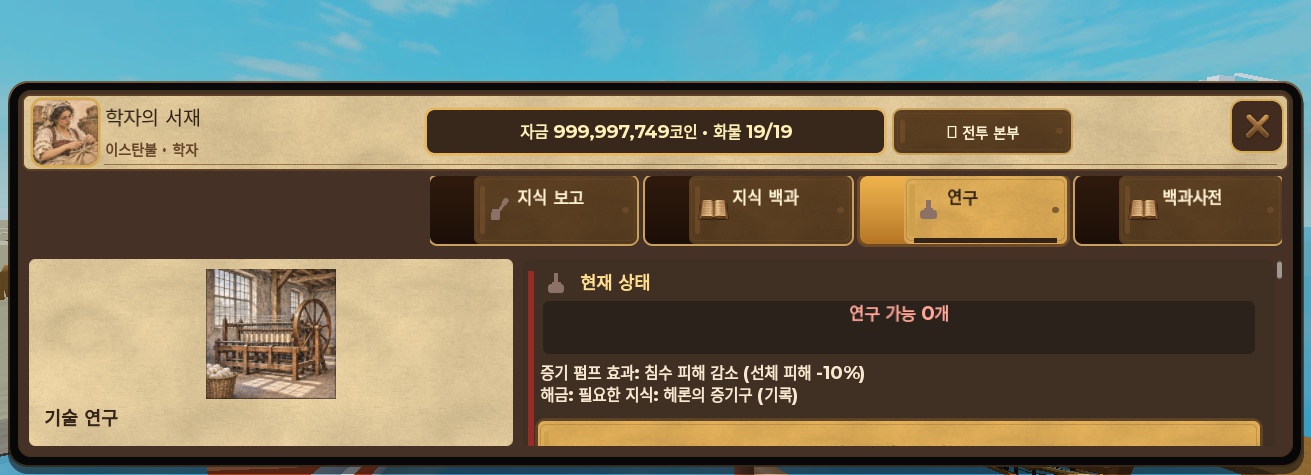 학자의 서재
이스탄불 • 학자
자금 999,997,749코인 • 화물 19/19
전투 본부
지식 보고
지식 백과
연구
백과사전
기술 연구
현재 상태
연구 가능 0개
증기 펌프 효과: 침수 피해 감소 (선체 피해 -10%)
해금: 필요한 지식: 헤론의 증기구 (기록)